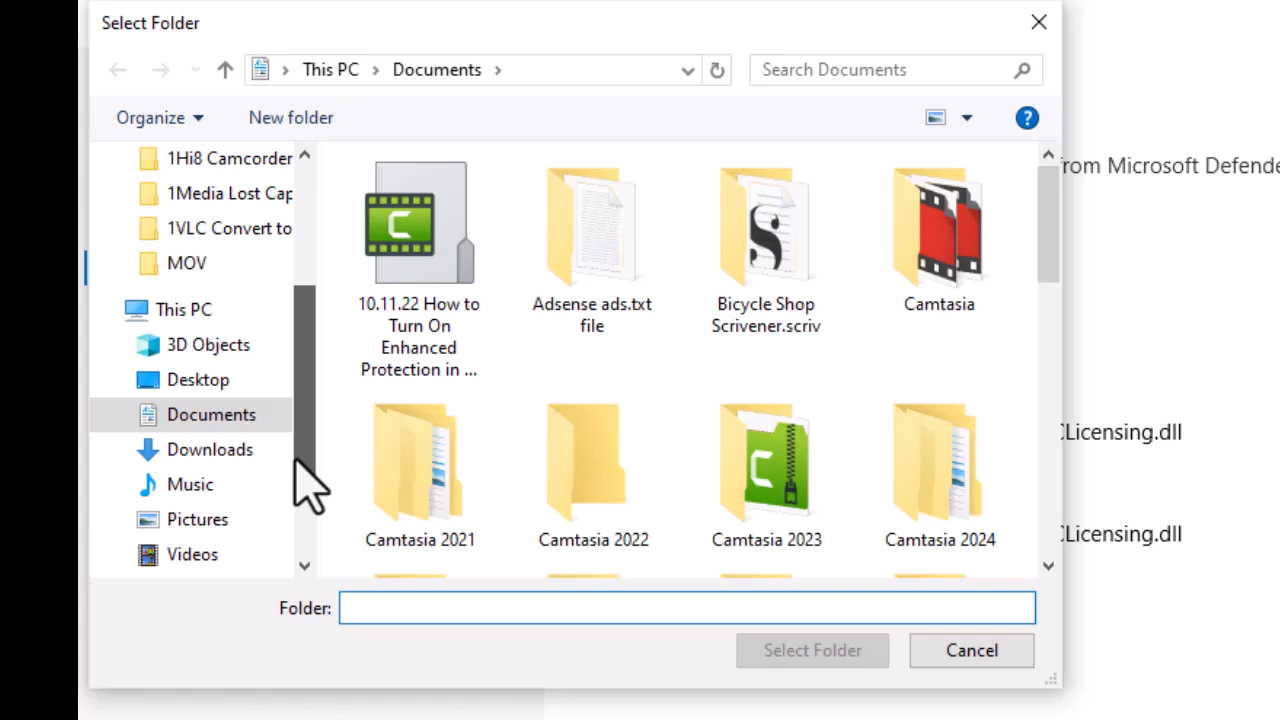 Select Folder
This PC
Documents
Search Documents
Organize
New folder
1Hi8 Camcorder
1Media Lost Cap
1VLC Convert to
MOV
This PC
3D Objects
Desktop
Documents
Downloads
Music
Pictures
Videos
10.11.22 How to
Turn On
Enhanced
Protection in ...
Adsense ads.txt
file
Bicycle Shop
Scrivener.scriv
Camtasia
Camtasia 2021
Camtasia 2022
Camtasia 2023
Camtasia 2024
Folder:
Select Folder
Cancel
from Microsoft Defende
CLicensing.dll
CLicensing.dll